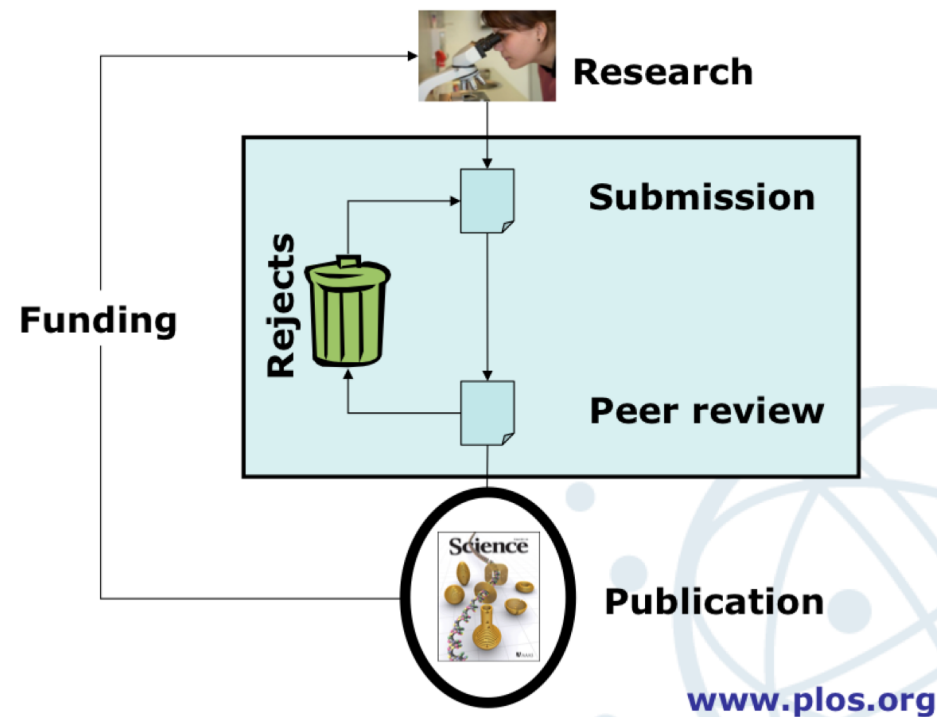 Research
Submission
Rejects
Funding
Peer review
Science
Publication
www.plos.org